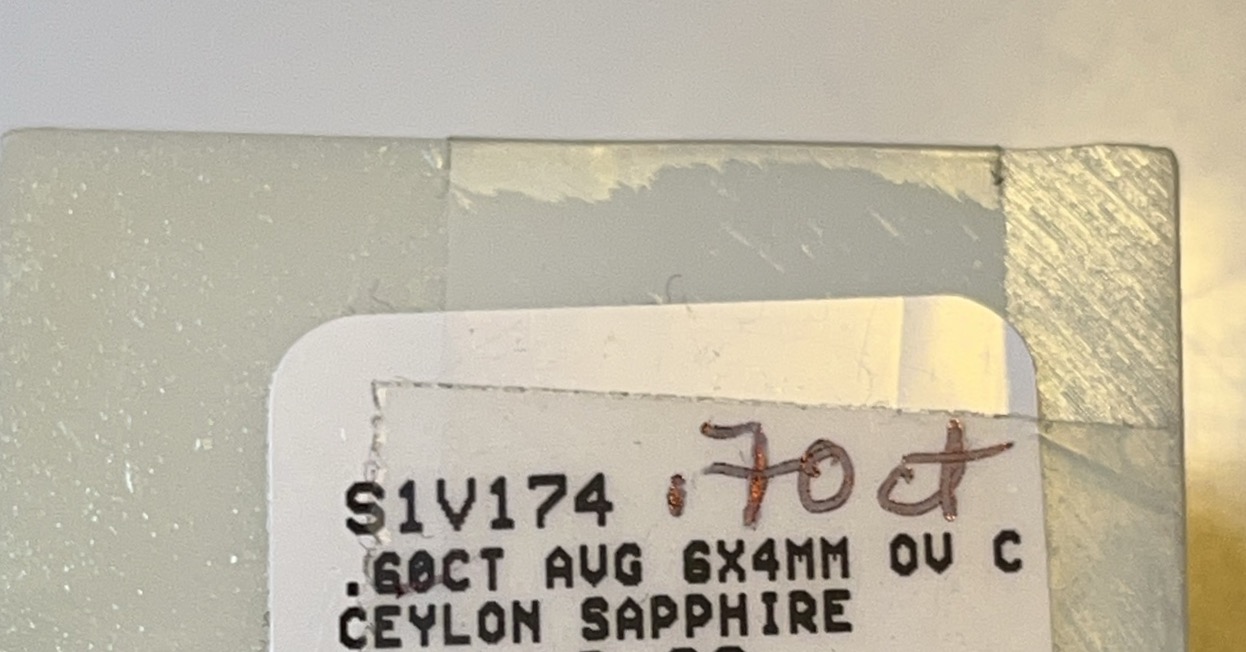 S1V174 .70ct
.60CT AVG 6X4MM OV C
CEYLON SAPPHIRE